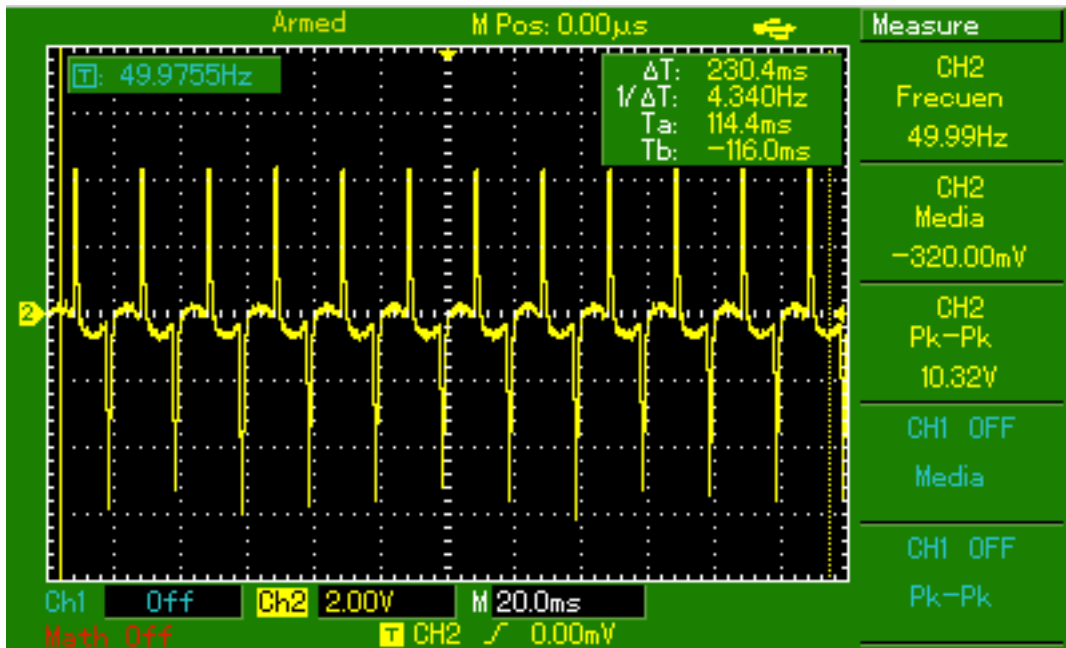 Armed M Pos: 0.00µs Measure
T: 49.9755Hz
ΔT: 230.4ms
1/ΔT: 4.340Hz
Ta: 114.4ms
Tb: -116.0ms
CH2
Frecuen
49.99Hz
CH2
Media
-320.00mV
CH2
Pk-Pk
10.32V
CH1 OFF
Media
CH1 OFF
Pk-Pk
2
Ch1 Off Ch2 2.00V M 20.0ms
Math Off T CH2 0.00mV